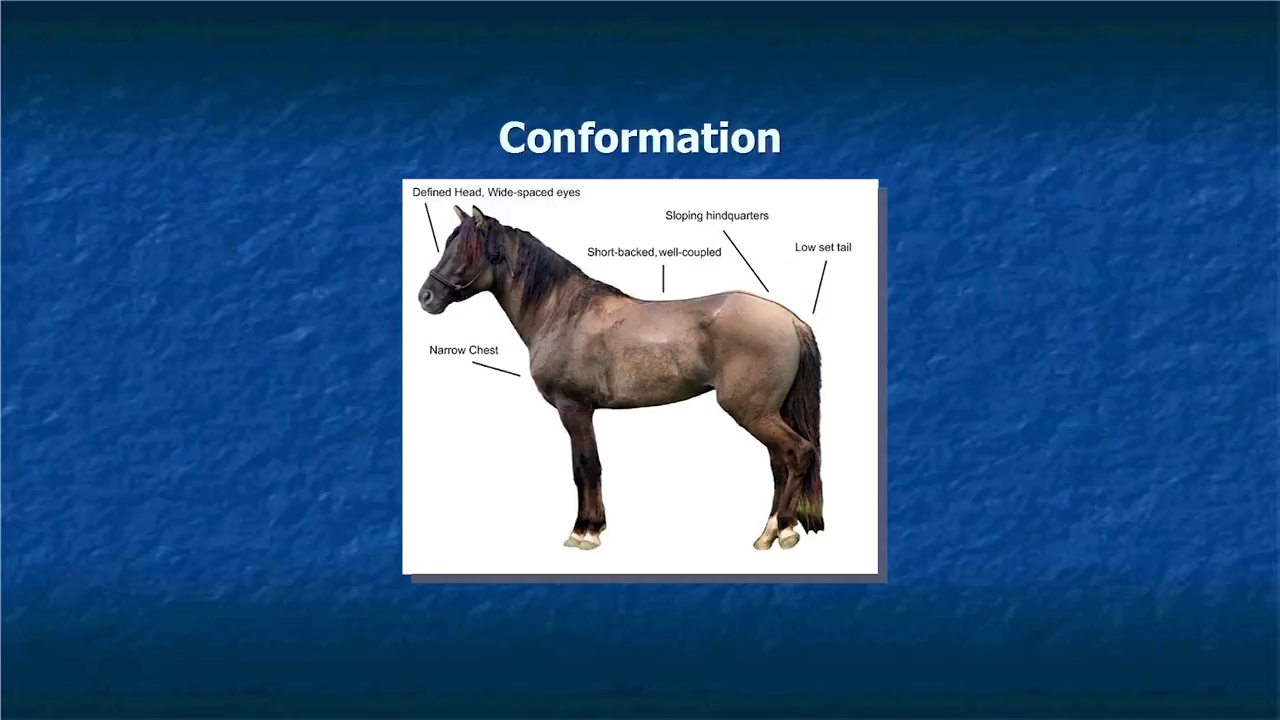 Conformation
Defined Head, Wide-spaced eyes
Sloping hindquarters
Short-backed, well-coupled
Low set tail
Narrow Chest